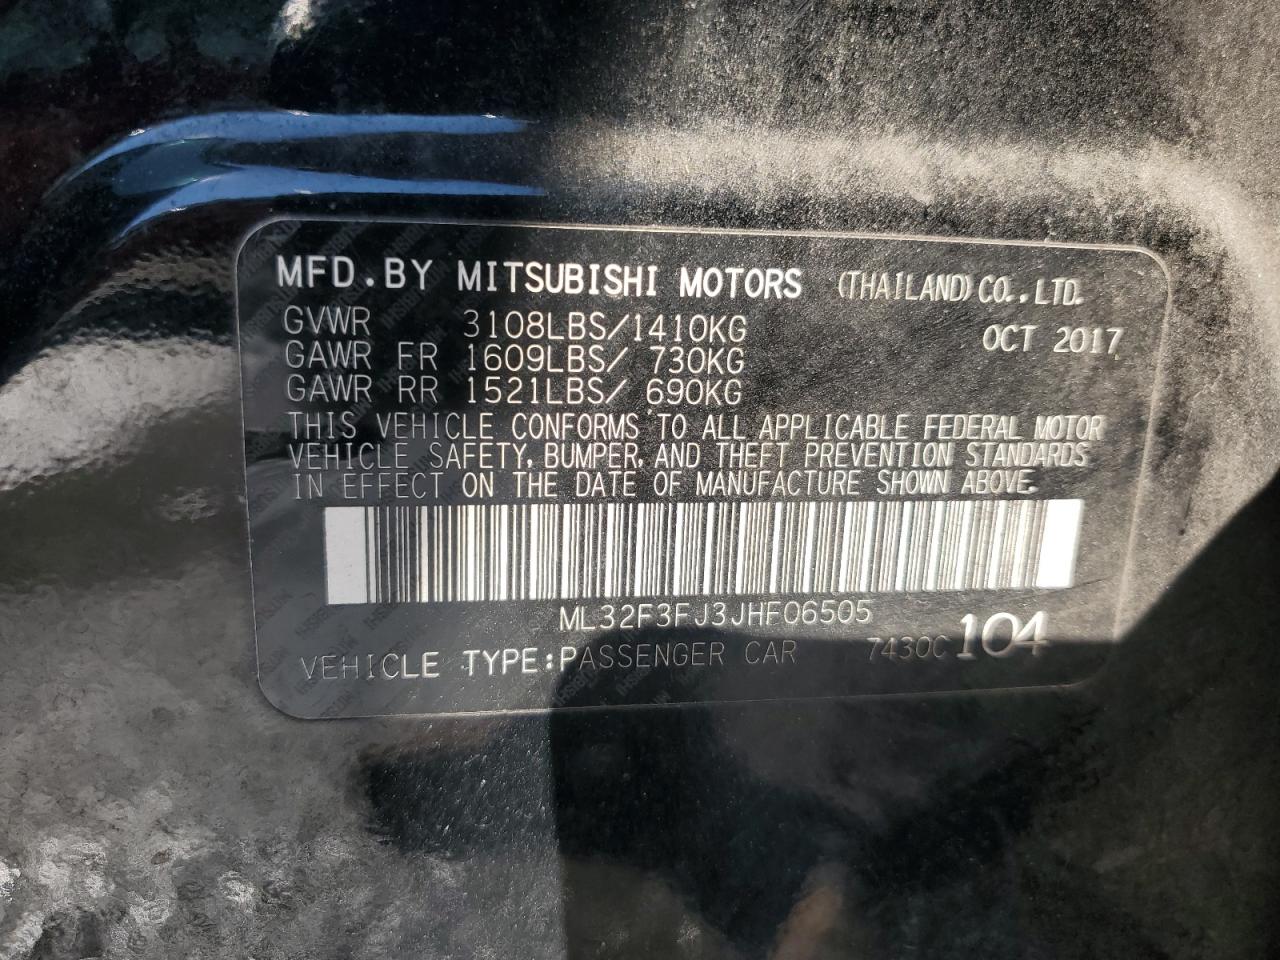 MFD.BY MITSUBISHI MOTORS (THAILAND) CO.,LTD.
GVWR 3108LBS/1410KG OCT 2017
GAWR FR 1609LBS/ 730KG
GAWR RR 1521LBS/ 690KG
THIS VEHICLE CONFORMS TO ALL APPLICABLE FEDERAL MOTOR
VEHICLE SAFETY, BUMPER, AND THEFT PREVENTION STANDARDS
IN EFFECT ON THE DATE OF MANUFACTURE SHOWN ABOVE.
ML32F3FJ3JHF06505
VEHICLE TYPE:PASSENGER CAR 7430C 104